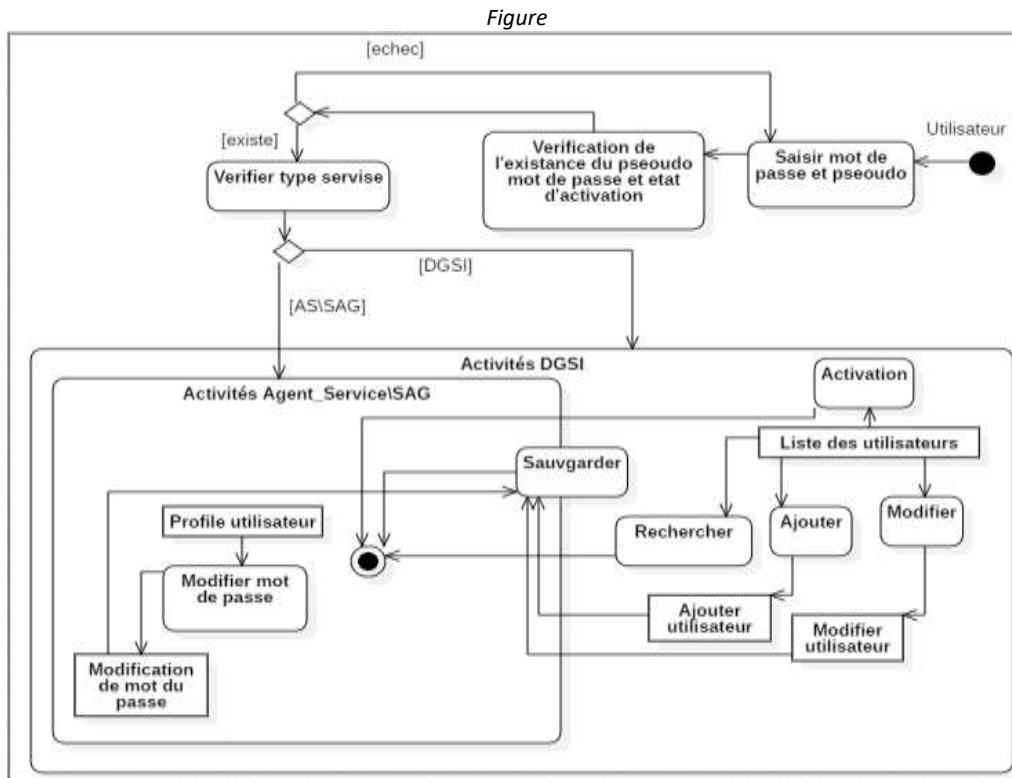 Figure
[echec]
Utilisateur
[existe]
Verification de
l'existance du pseoudo
mot de passe et etat
d'activation
Saisir mot de
passe et pseoudo
Verifier type servise
[DGSI]
[AS\SAG]
Activités DGSI
Activités Agent_Service\SAG
Activation
Liste des utilisateurs
Sauvgarder
Profile utilisateur
Rechercher
Ajouter
Modifier
Modifier mot
de passe
Ajouter
utilisateur
Modifier
utilisateur
Modification
de mot du
passe